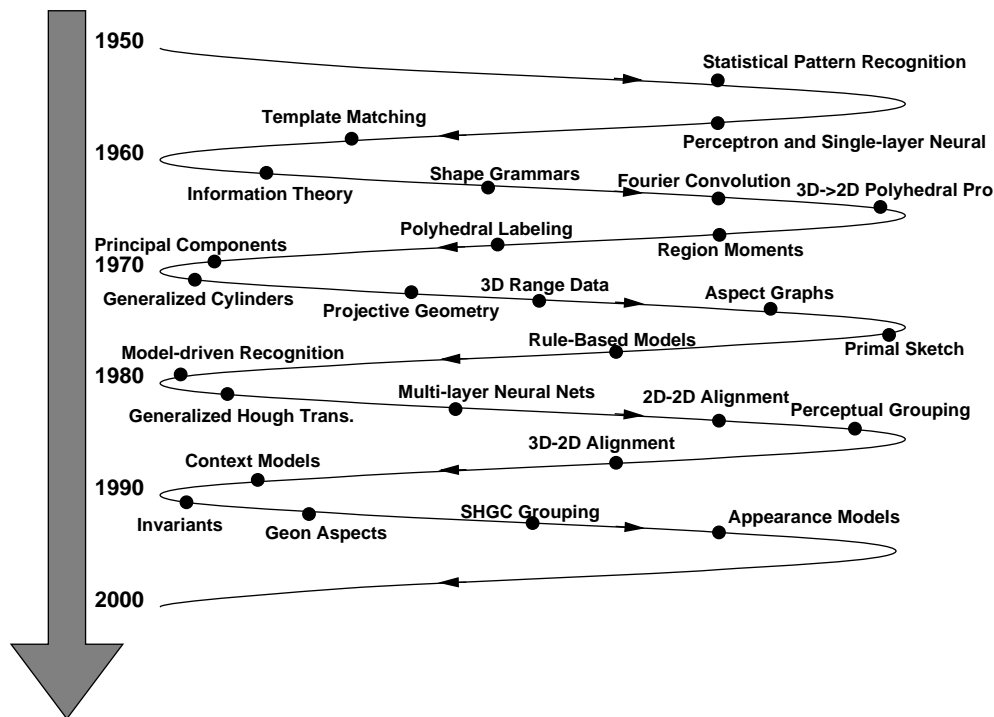 1950
Statistical Pattern Recognition
Template Matching
Perceptron and Single-layer Neural
1960
Information Theory
Shape Grammars
Fourier Convolution
3D->2D Polyhedral Pro
Polyhedral Labeling
Region Moments
Principal Components
1970
Generalized Cylinders
Projective Geometry
3D Range Data
Aspect Graphs
Rule-Based Models
Primal Sketch
Model-driven Recognition
1980
Generalized Hough Trans.
Multi-layer Neural Nets
2D-2D Alignment
Perceptual Grouping
3D-2D Alignment
Context Models
1990
Invariants
Geon Aspects
SHGC Grouping
Appearance Models
2000